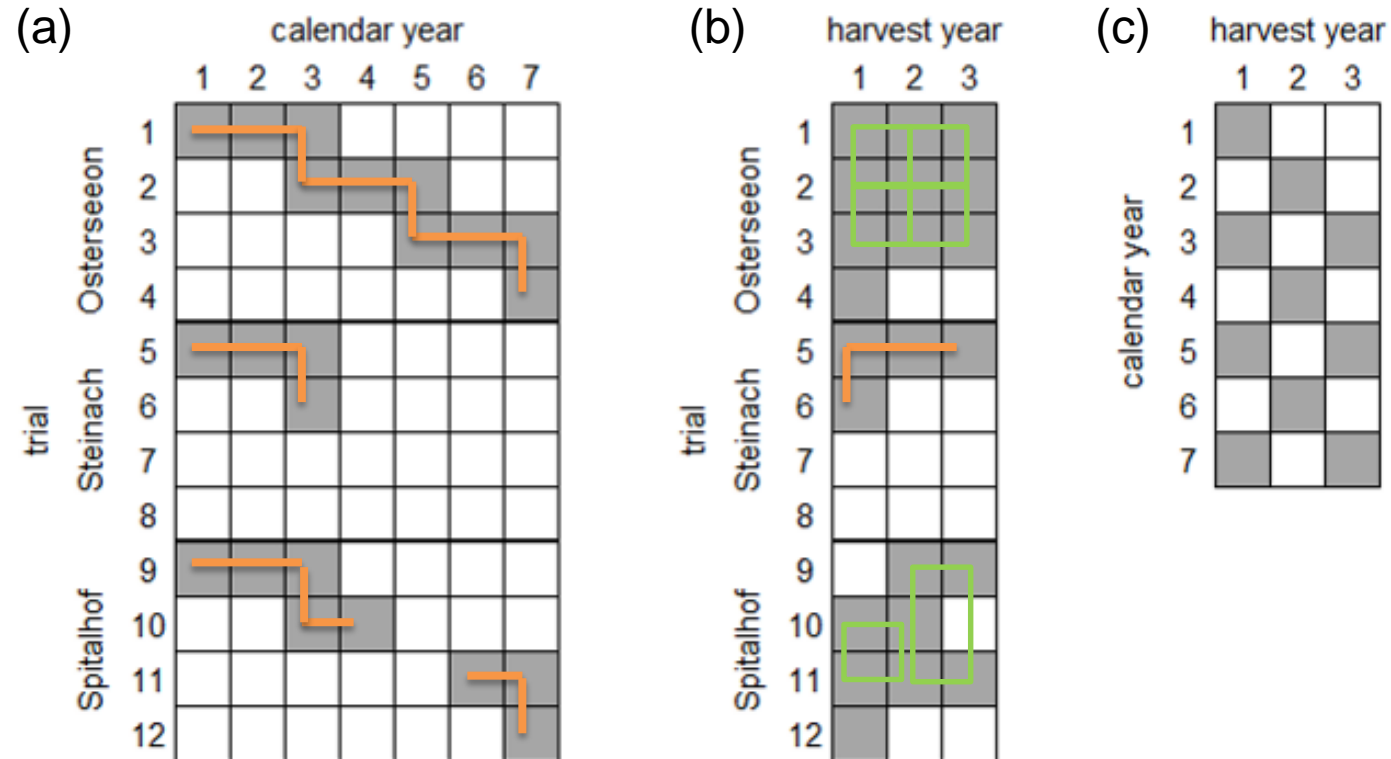 (a)
calendar year
1 2 3 4 5 6 7
trial
Osterseeon
1
2
3
4
Steinach
5
6
7
8
Spitalhof
9
10
11
12
(b)
harvest year
1 2 3
trial
Osterseeon
1
2
3
4
Steinach
5
6
7
8
Spitalhof
9
10
11
12
(c)
harvest year
1 2 3
calendar year
1
2
3
4
5
6
7